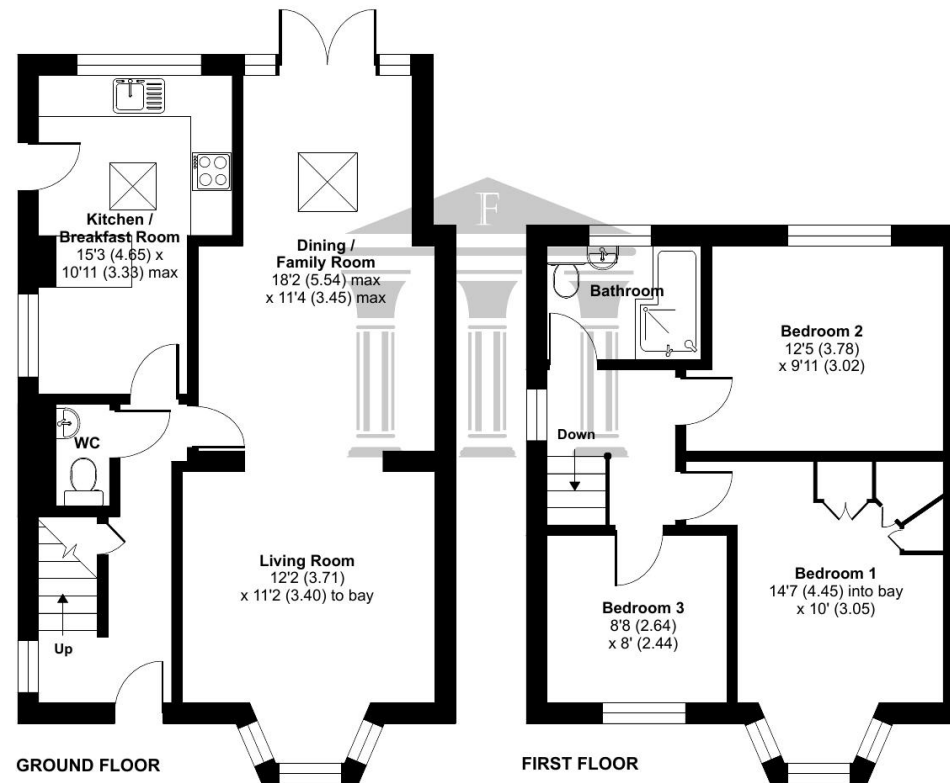 F
Kitchen /
Breakfast Room
15'3 (4.65) x
10'11 (3.33) max
Dining /
Family Room
18'2 (5.54) max
x 11'4 (3.45) max
WC
Living Room
12'2 (3.71)
x 11'2 (3.40) to bay
Up
GROUND FLOOR
Bathroom
Bedroom 2
12'5 (3.78)
x 9'11 (3.02)
Down
Bedroom 1
14'7 (4.45) into bay
x 10' (3.05)
Bedroom 3
8'8 (2.64)
x 8' (2.44)
FIRST FLOOR